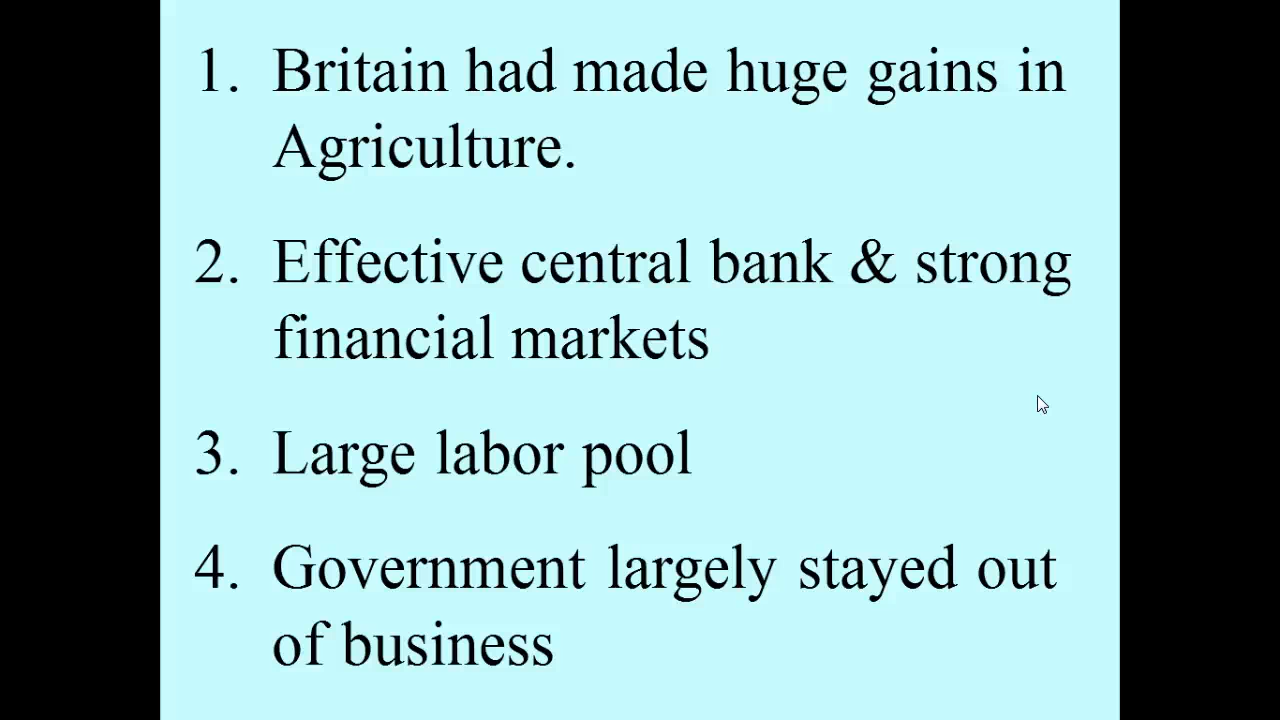 1. Britain had made huge gains in
Agriculture.
2. Effective central bank & strong
financial markets
3. Large labor pool
4. Government largely stayed out
of business